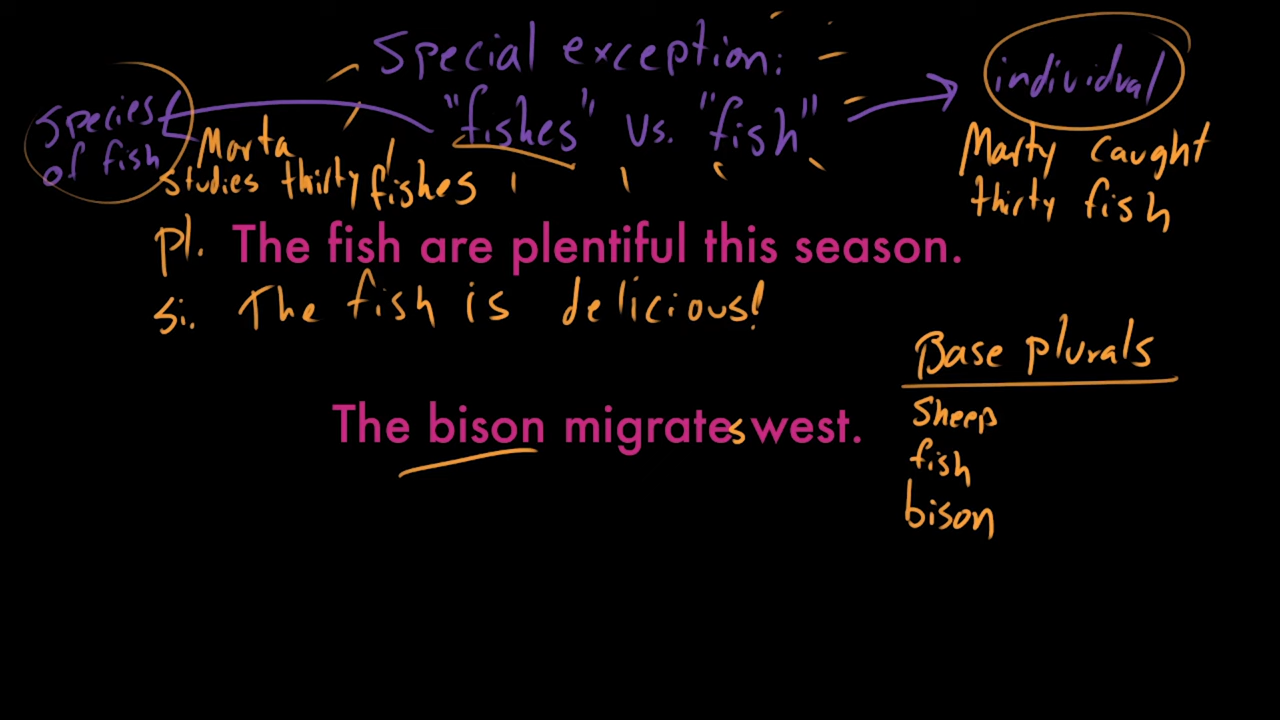 Special exception:
"fishes" vs. "fish"
individual
species
of fish
Marta
studies thirty fishes
Marty caught
thirty fish
pl. The fish are plentiful this season.
si. The fish is delicious!
Base plurals
Sheep
fish
bison
The bison migrates west.